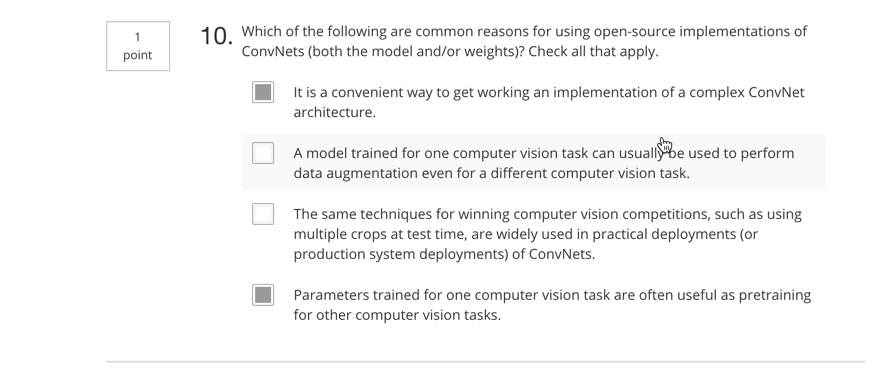 1
point
10.
Which of the following are common reasons for using open-source implementations of
ConvNets (both the model and/or weights)? Check all that apply.
It is a convenient way to get working an implementation of a complex ConvNet
architecture.
A model trained for one computer vision task can usually be used to perform
data augmentation even for a different computer vision task.
The same techniques for winning computer vision competitions, such as using
multiple crops at test time, are widely used in practical deployments (or
production system deployments) of ConvNets.
Parameters trained for one computer vision task are often useful as pretraining
for other computer vision tasks.